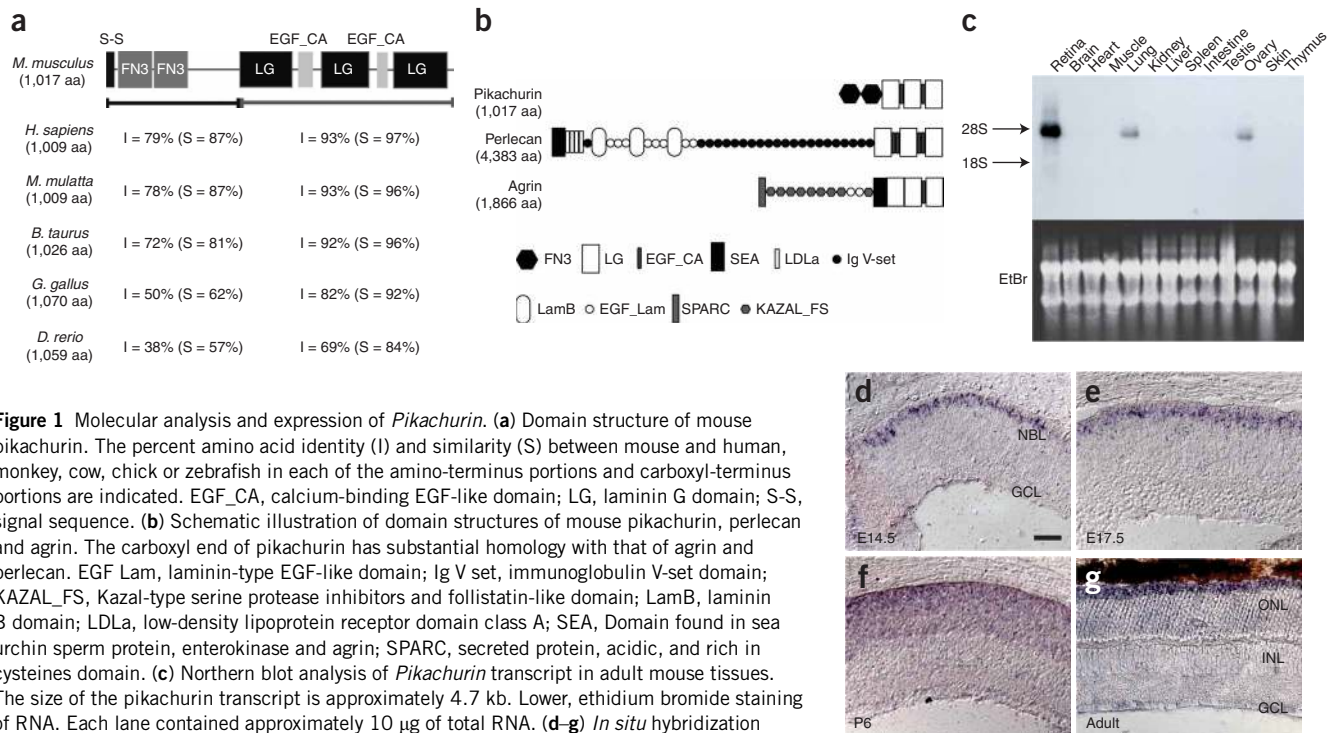 a
S-S
EGF_CA EGF_CA
M. musculus
(1,017 aa)
FN3 FN3 LG LG LG
H. sapiens
(1,009 aa)
I = 79% (S = 87%) I = 93% (S = 97%)
M. mulatta
(1,009 aa)
I = 78% (S = 87%) I = 93% (S = 96%)
B. taurus
(1,026 aa)
I = 72% (S = 81%) I = 92% (S = 96%)
G. gallus
(1,070 aa)
I = 50% (S = 62%) I = 82% (S = 92%)
D. rerio
(1,059 aa)
I = 38% (S = 57%) I = 69% (S = 84%)
b
Pikachurin
(1,017 aa)
Perlecan
(4,383 aa)
Agrin
(1,866 aa)
FN3 LG EGF_CA SEA LDLa Ig V-set
LamB EGF_Lam SPARC KAZAL_FS
c
Retina Brain Heart Muscle Lung Kidney Liver Spleen Intestine Testis Ovary Skin Thymus
28S
18S
EtBr
Figure 1 Molecular analysis and expression of Pikachurin. (a) Domain structure of mouse
pikachurin. The percent amino acid identity (I) and similarity (S) between mouse and human,
monkey, cow, chick or zebrafish in each of the amino-terminus portions and carboxyl-terminus
portions are indicated. EGF_CA, calcium-binding EGF-like domain; LG, laminin G domain; S-S,
signal sequence. (b) Schematic illustration of domain structures of mouse pikachurin, perlecan
and agrin. The carboxyl end of pikachurin has substantial homology with that of agrin and
perlecan. EGF Lam, laminin-type EGF-like domain; Ig V set, immunoglobulin V-set domain;
KAZAL_FS, Kazal-type serine protease inhibitors and follistatin-like domain; LamB, laminin
B domain; LDLa, low-density lipoprotein receptor domain class A; SEA, Domain found in sea
urchin sperm protein, enterokinase and agrin; SPARC, secreted protein, acidic, and rich in
cysteines domain. (c) Northern blot analysis of Pikachurin transcript in adult mouse tissues.
The size of the pikachurin transcript is approximately 4.7 kb. Lower, ethidium bromide staining
of RNA. Each lane contained approximately 10 μg of total RNA. (d–g) In situ hybridization
d
NBL
GCL
E14.5
e
E17.5
f
P6
g
ONL
INL
GCL
Adult